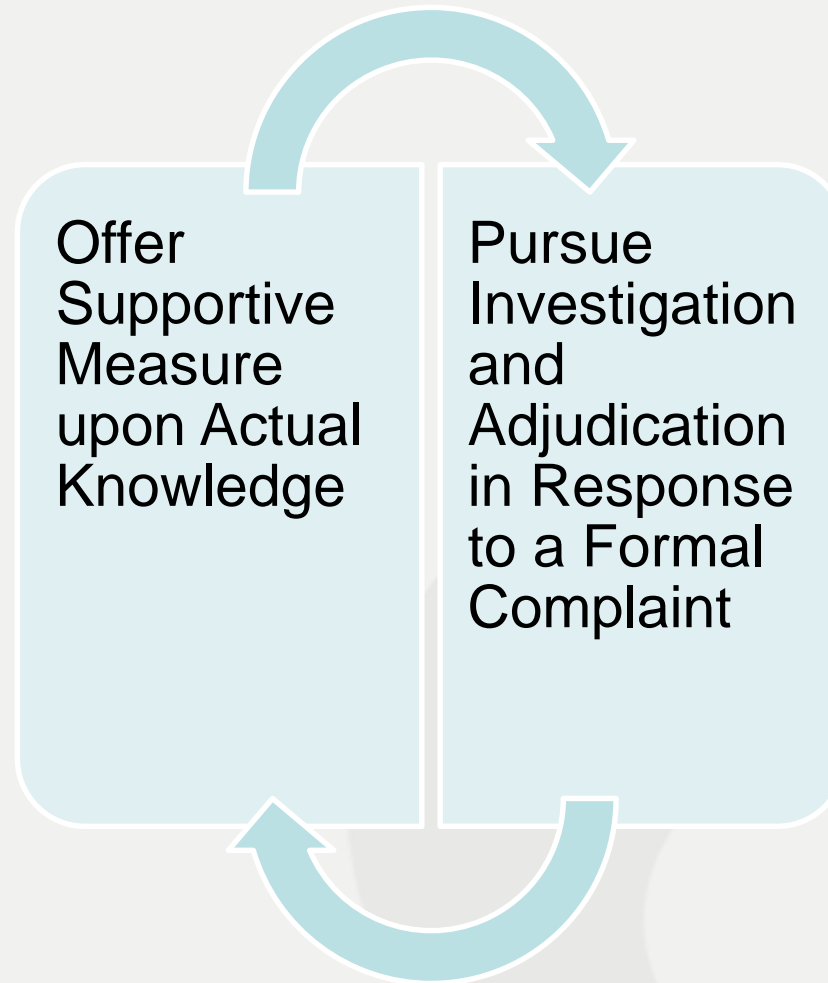 Offer
Supportive
Measure
upon Actual
Knowledge
Pursue
Investigation
and
Adjudication
in Response
to a Formal
Complaint